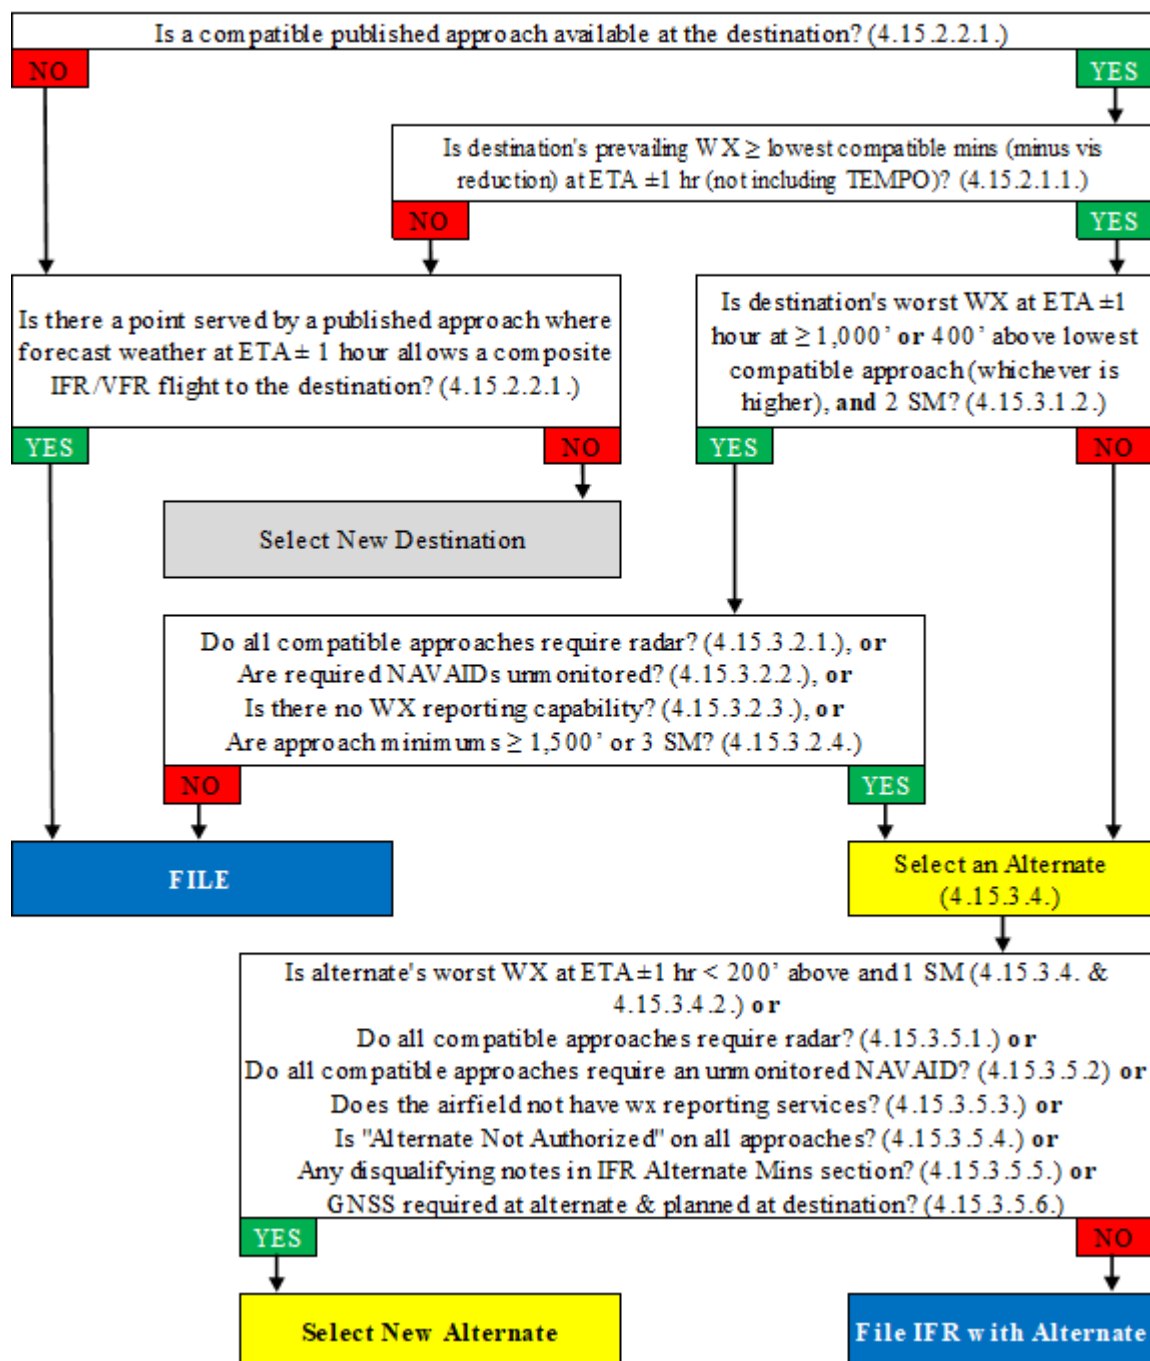 Is a compatible published approach available at the destination? (4.15.2.2.1.)
NO
YES
Is destination's prevailing WX ≥ lowest compatible mins (minus vis
reduction) at ETA ±1 hr (not including TEMPO)? (4.15.2.1.1.)
NO
YES
Is there a point served by a published approach where
forecast weather at ETA ± 1 hour allows a composite
IFR/VFR flight to the destination? (4.15.2.2.1.)
YES
NO
Is destination's worst WX at ETA ±1
hour at ≥ 1,000’ or 400’ above lowest
compatible approach (whichever is
higher), and 2 SM? (4.15.3.1.2.)
YES
NO
Select New Destination
Do all compatible approaches require radar? (4.15.3.2.1.), or
Are required NAVAIDs unmonitored? (4.15.3.2.2.), or
Is there no WX reporting capability? (4.15.3.2.3.), or
Are approach minimums ≥ 1,500’ or 3 SM? (4.15.3.2.4.)
NO
YES
FILE
Select an Alternate
(4.15.3.4.)
Is alternate's worst WX at ETA ±1 hr < 200’ above and 1 SM (4.15.3.4. &
4.15.3.4.2.) or
Do all compatible approaches require radar? (4.15.3.5.1.) or
Do all compatible approaches require an unmonitored NAVAID? (4.15.3.5.2) or
Does the airfield not have wx reporting services? (4.15.3.5.3.) or
Is "Alternate Not Authorized" on all approaches? (4.15.3.5.4.) or
Any disqualifying notes in IFR Alternate Mins section? (4.15.3.5.5.) or
GNSS required at alternate & planned at destination? (4.15.3.5.6.)
YES
NO
Select New Alternate
File IFR with Alternate